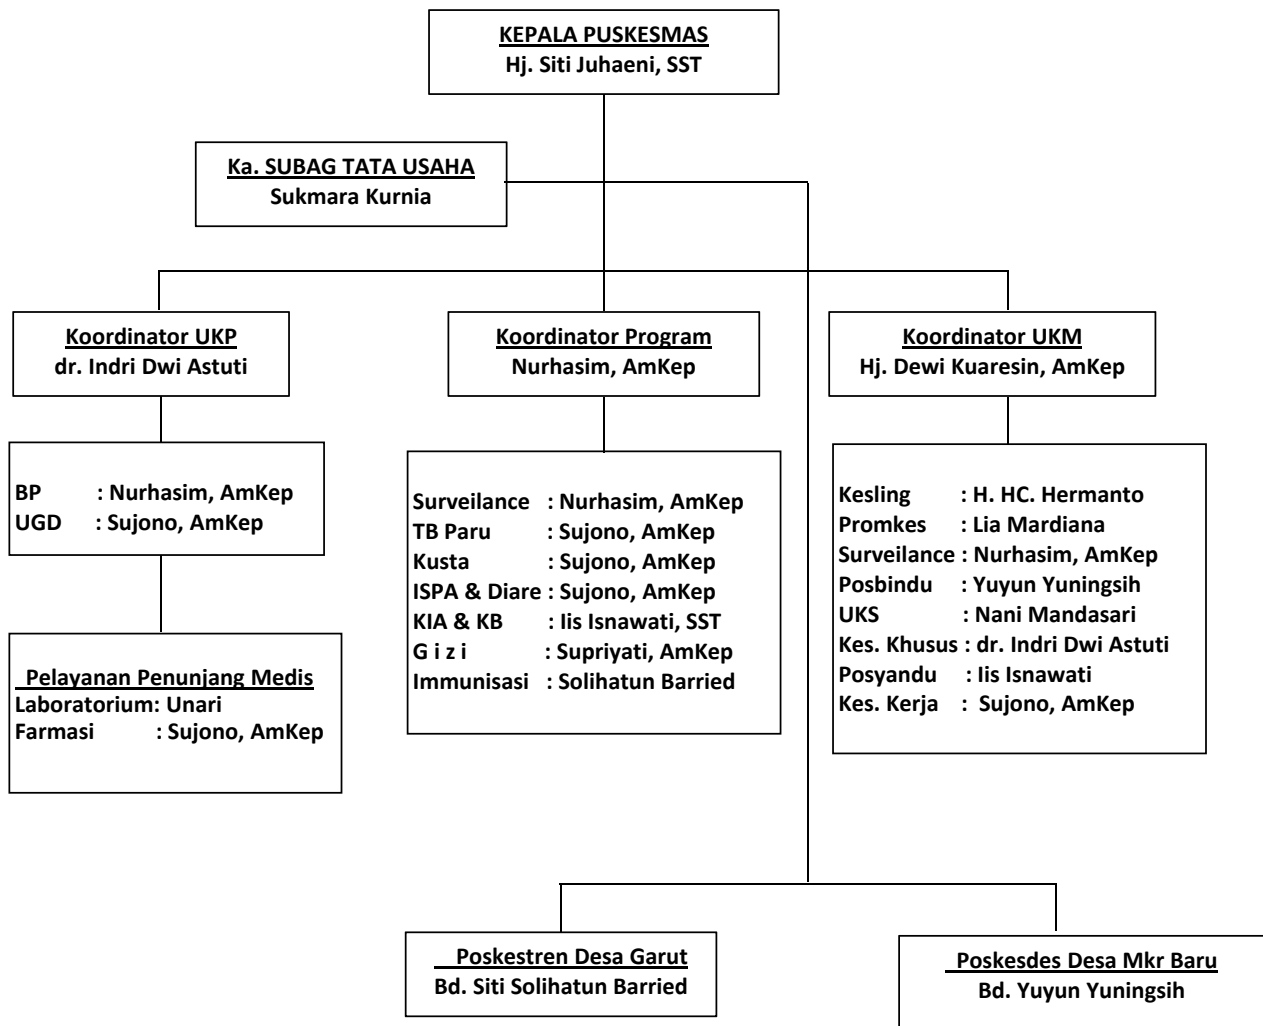 KEPALA PUSKESMAS
Hj. Siti Juhaeni, SST
Ka. SUBAG TATA USAHA
Sukmara Kurnia
Koordinator UKP
dr. Indri Dwi Astuti
Koordinator Program
Nurhasim, AmKep
Koordinator UKM
Hj. Dewi Kuaresin, AmKep
BP : Nurhasim, AmKep
UGD : Sujono, AmKep
Pelayanan Penunjang Medis
Laboratorium: Unari
Farmasi : Sujono, AmKep
Surveilance : Nurhasim, AmKep
TB Paru : Sujono, AmKep
Kusta : Sujono, AmKep
ISPA & Diare : Sujono, AmKep
KIA & KB : Iis Isnawati, SST
G i z i : Supriyati, AmKep
Immunisasi : Solihatun Barried
Kesling : H. HC. Hermanto
Promkes : Lia Mardiana
Surveilance : Nurhasim, AmKep
Posbindu : Yuyun Yuningsih
UKS : Nani Mandasari
Kes. Khusus : dr. Indri Dwi Astuti
Posyandu : Iis Isnawati
Kes. Kerja : Sujono, AmKep
Poskestren Desa Garut
Bd. Siti Solihatun Barried
Poskesdes Desa Mkr Baru
Bd. Yuyun Yuningsih